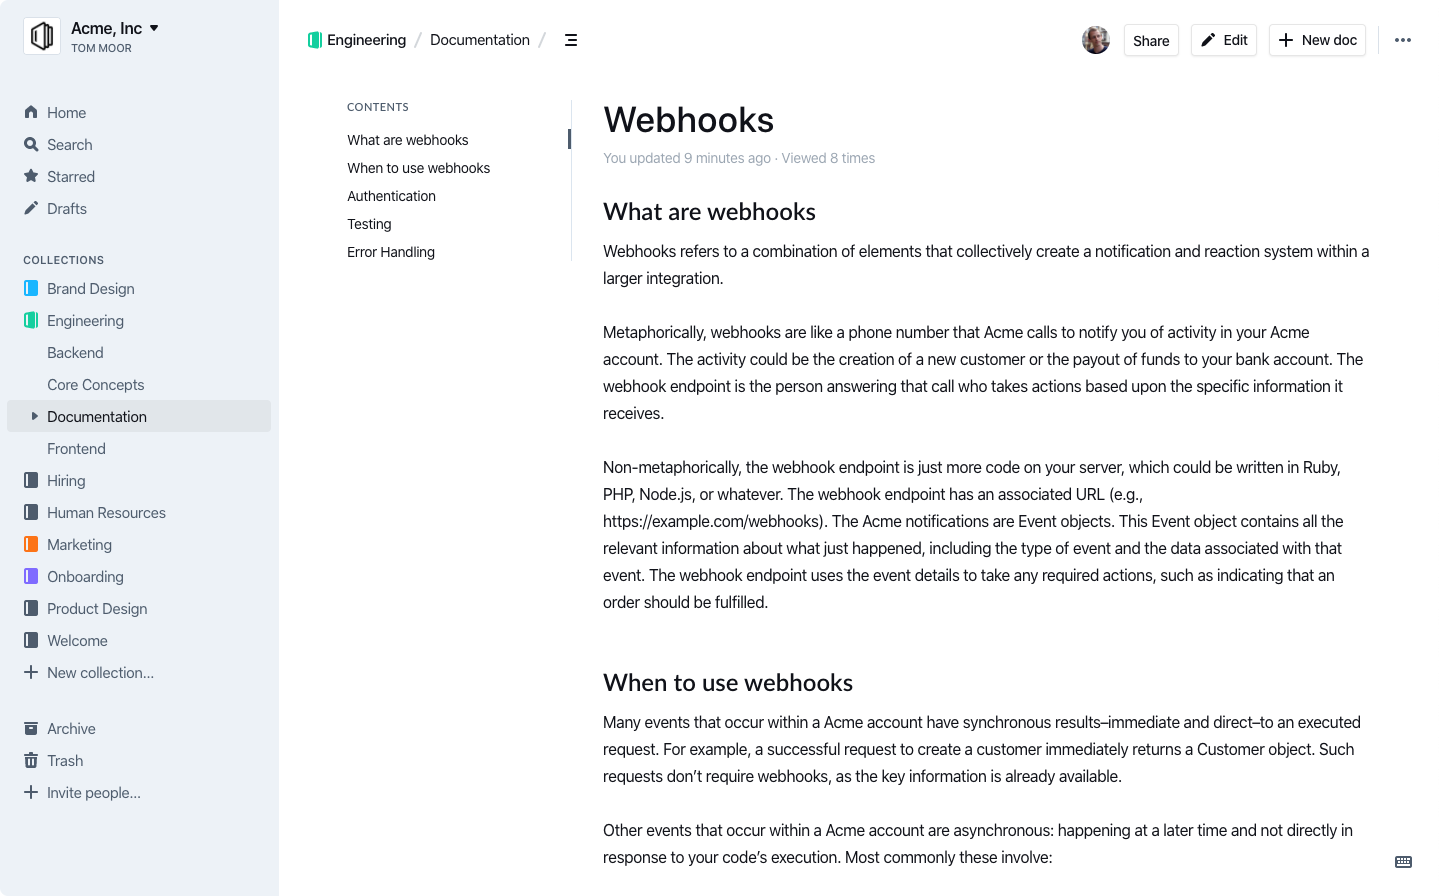 Acme, Inc
TOM MOOR
Home
Search
Starred
Drafts
COLLECTIONS
Brand Design
Engineering
Backend
Core Concepts
Documentation
Frontend
Hiring
Human Resources
Marketing
Onboarding
Product Design
Welcome
New collection...
Archive
Trash
Invite people...
Engineering / Documentation /
Share
Edit
New doc
CONTENTS
What are webhooks
When to use webhooks
Authentication
Testing
Error Handling
Webhooks
You updated 9 minutes ago · Viewed 8 times
What are webhooks
Webhooks refers to a combination of elements that collectively create a notification and reaction system within a
larger integration.
Metaphorically, webhooks are like a phone number that Acme calls to notify you of activity in your Acme
account. The activity could be the creation of a new customer or the payout of funds to your bank account. The
webhook endpoint is the person answering that call who takes actions based upon the specific information it
receives.
Non-metaphorically, the webhook endpoint is just more code on your server, which could be written in Ruby,
PHP, Node.js, or whatever. The webhook endpoint has an associated URL (e.g.,
https://example.com/webhooks). The Acme notifications are Event objects. This Event object contains all the
relevant information about what just happened, including the type of event and the data associated with that
event. The webhook endpoint uses the event details to take any required actions, such as indicating that an
order should be fulfilled.
When to use webhooks
Many events that occur within a Acme account have synchronous results–immediate and direct–to an executed
request. For example, a successful request to create a customer immediately returns a Customer object. Such
requests don’t require webhooks, as the key information is already available.
Other events that occur within a Acme account are asynchronous: happening at a later time and not directly in
response to your code’s execution. Most commonly these involve: